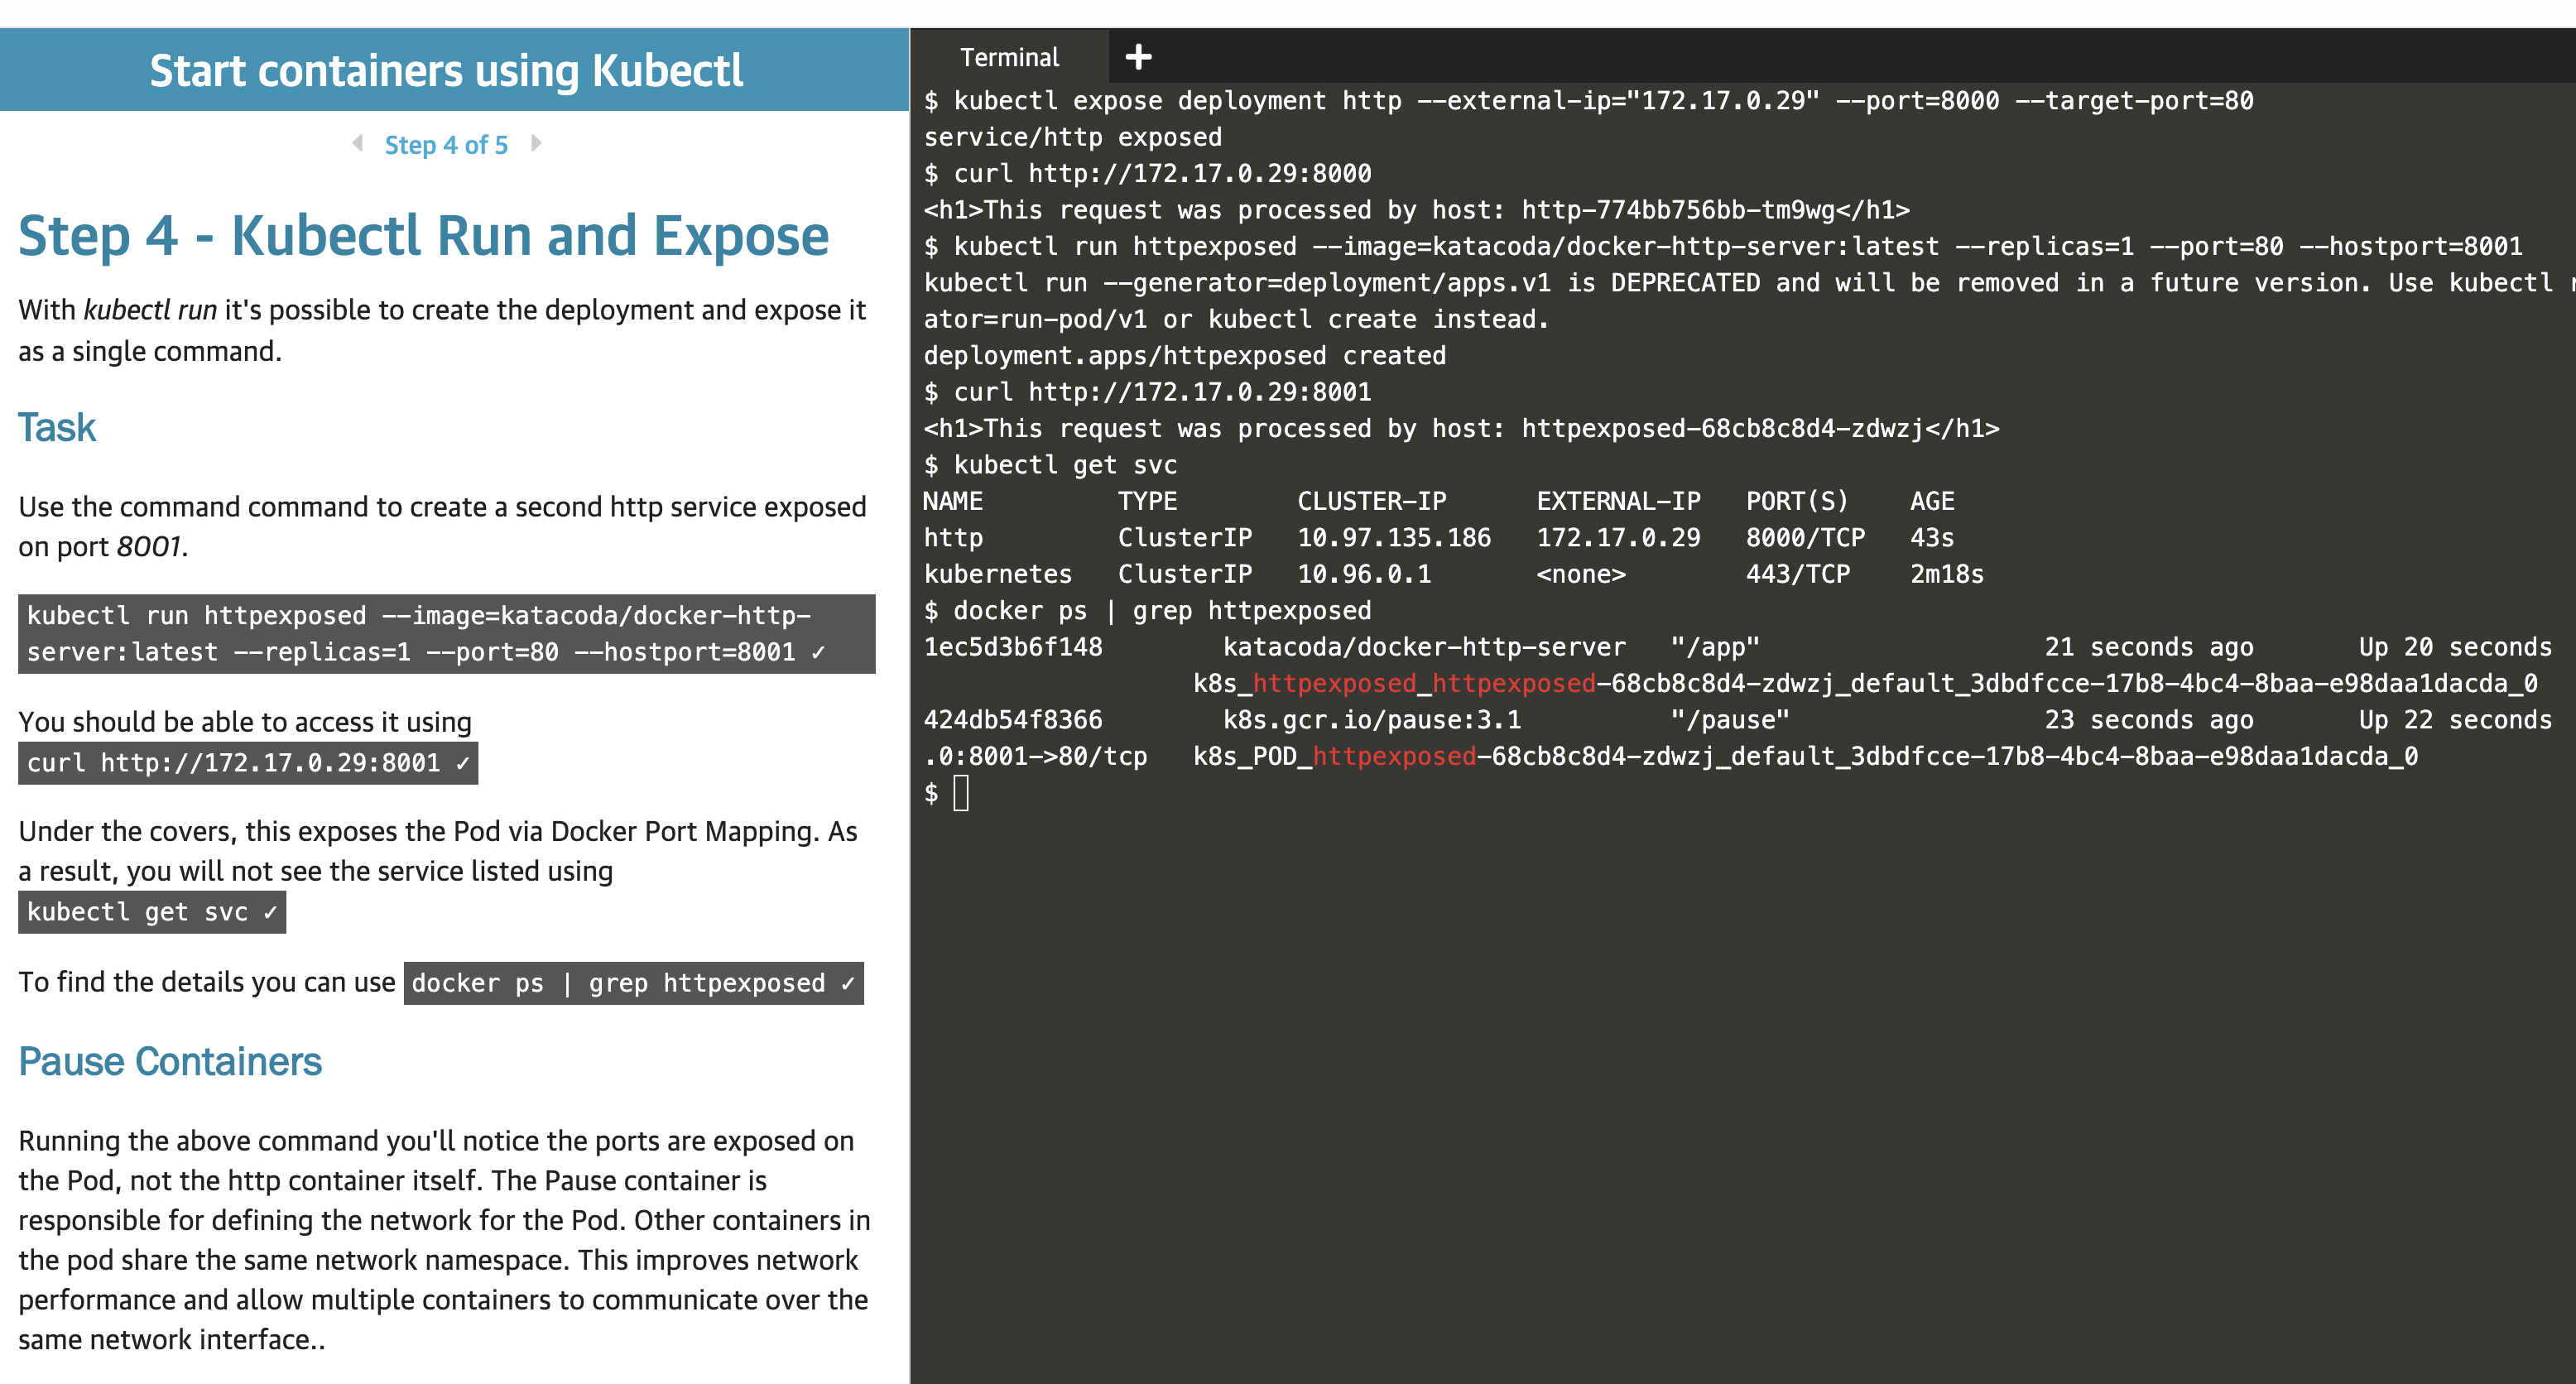 Start containers using Kubectl
Step 4 of 5
Step 4 - Kubectl Run and Expose
With kubectl run it's possible to create the deployment and expose it
as a single command.
Task
Use the command command to create a second http service exposed
on port 8001.
kubectl run httpexposed --image=katacoda/docker-http-
server:latest --replicas=1 --port=80 --hostport=8001 ✓
You should be able to access it using
curl http://172.17.0.29:8001 ✓
Under the covers, this exposes the Pod via Docker Port Mapping. As
a result, you will not see the service listed using
kubectl get svc ✓
To find the details you can use docker ps | grep httpexposed ✓
Pause Containers
Running the above command you'll notice the ports are exposed on
the Pod, not the http container itself. The Pause container is
responsible for defining the network for the Pod. Other containers in
the pod share the same network namespace. This improves network
performance and allow multiple containers to communicate over the
same network interface..
Terminal
$ kubectl expose deployment http --external-ip="172.17.0.29" --port=8000 --target-port=80
service/http exposed
$ curl http://172.17.0.29:8000
<h1>This request was processed by host: http-774bb756bb-tm9wg</h1>
$ kubectl run httpexposed --image=katacoda/docker-http-server:latest --replicas=1 --port=80 --hostport=8001
kubectl run --generator=deployment/apps.v1 is DEPRECATED and will be removed in a future version. Use kubectl
ator=run-pod/v1 or kubectl create instead.
deployment.apps/httpexposed created
$ curl http://172.17.0.29:8001
<h1>This request was processed by host: httpexposed-68cb8c8d4-zdwzj</h1>
$ kubectl get svc
NAME TYPE CLUSTER-IP EXTERNAL-IP PORT(S) AGE
http ClusterIP 10.97.135.186 172.17.0.29 8000/TCP 43s
kubernetes ClusterIP 10.96.0.1 <none> 443/TCP 2m18s
$ docker ps | grep httpexposed
1ec5d3b6f148 katacoda/docker-http-server "/app" 21 seconds ago Up 20 seconds
k8s_httpexposed_httpexposed-68cb8c8d4-zdwzj_default_3dbdfcce-17b8-4bc4-8baa-e98daa1dacda_0
424db54f8366 k8s.gcr.io/pause:3.1 "/pause" 23 seconds ago Up 22 seconds
.0:8001->80/tcp k8s_POD_httpexposed-68cb8c8d4-zdwzj_default_3dbdfcce-17b8-4bc4-8baa-e98daa1dacda_0
$